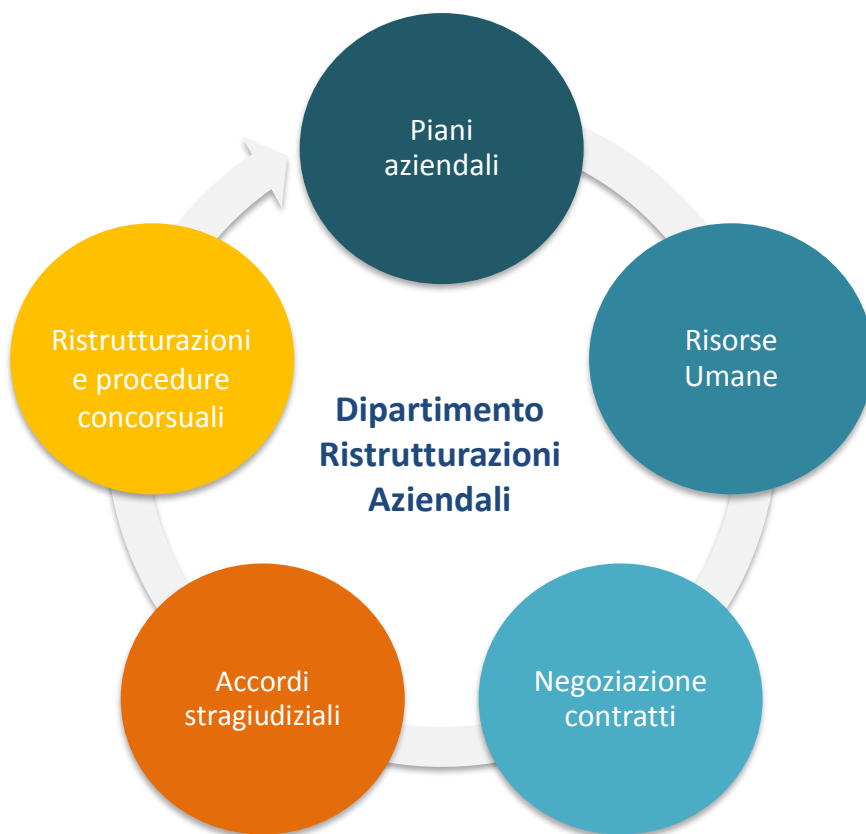 Piani
aziendali
Risorse
Umane
Negoziazione
contratti
Accordi
stragiudiziali
Ristrutturazioni
e procedure
concorsuali
Dipartimento
Ristrutturazioni
Aziendali